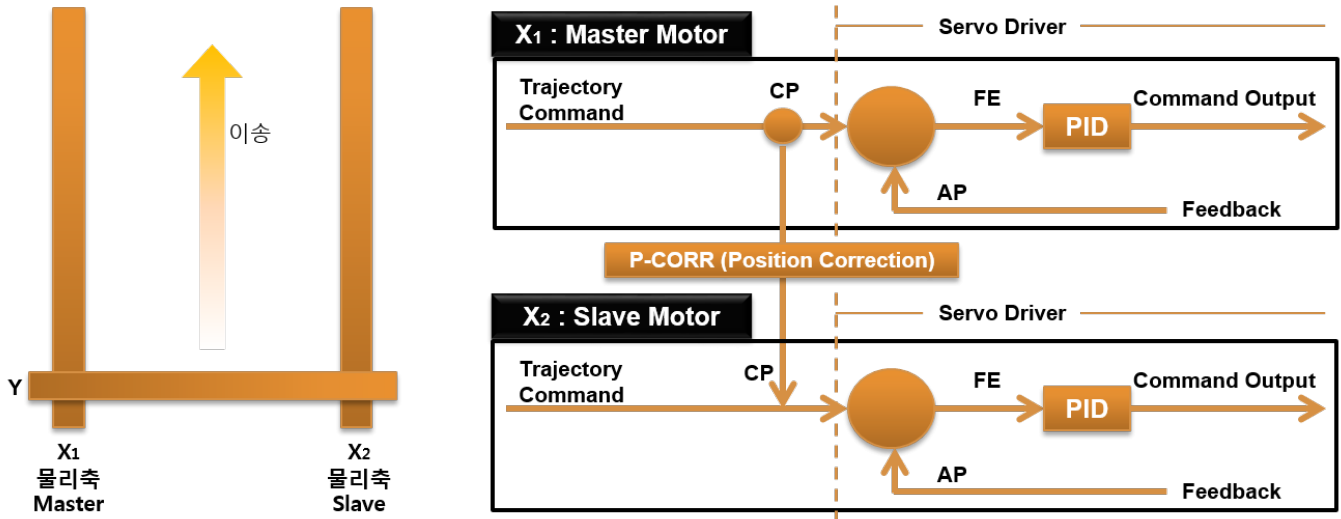 이송
Y
X1
물리축
Master
X2
물리축
Slave
X1 : Master Motor
Servo Driver
Trajectory
Command
CP
FE
PID
Command Output
AP
Feedback
P-CORR (Position Correction)
X2 : Slave Motor
Servo Driver
Trajectory
Command
CP
FE
PID
Command Output
AP
Feedback